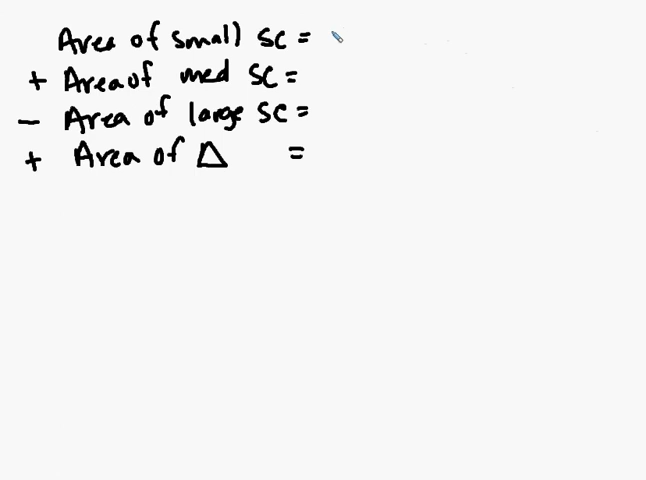 Area of small SC =
+ Area of med SC =
- Area of large SC =
+ Area of Δ =